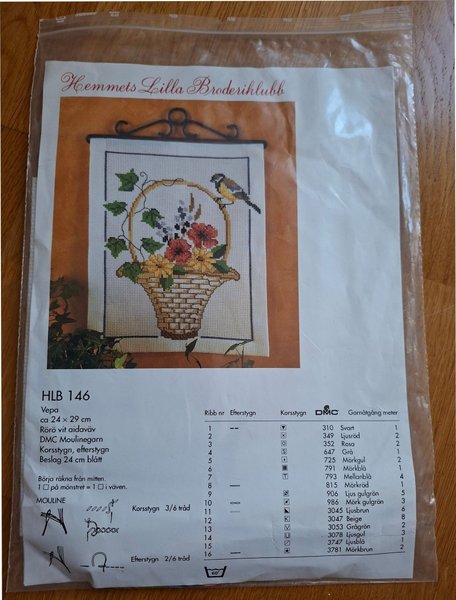 Hemmets Lilla Broderiklubb
HLB 146
Vepa
ca 24 x 29 cm
Rörö vit aidaväv
DMC Moulinegarn
Korsstygn, efterstygn
Beslag 24 cm blått
Börja räkna från mitten.
1 □ på mönstret = 1 □ i väven.
MOULINE
Korsstygn 3/6 tråd
Efterstygn 2/6 tråd
Ribb nr Efterstygn Korsstygn DMC Garnåtgång meter
1 310 Svart 1
2 349 Ljusröd 2
3 352 Rosa 2
4 647 Grå 1
5 725 Mörkgul 2
6 791 Mörkblå 1
7 793 Mellanblå 4
8 815 Mörkröd 1
9 906 Ljus gulgrön 5
10 986 Mörk gulgrön 3
11 3045 Ljusbrun 6
12 3047 Beige 8
13 3053 Grågrön 2
14 3078 Ljusgul 3
15 3747 Ljusblå 1
16 3781 Mörkbrun 2
60°